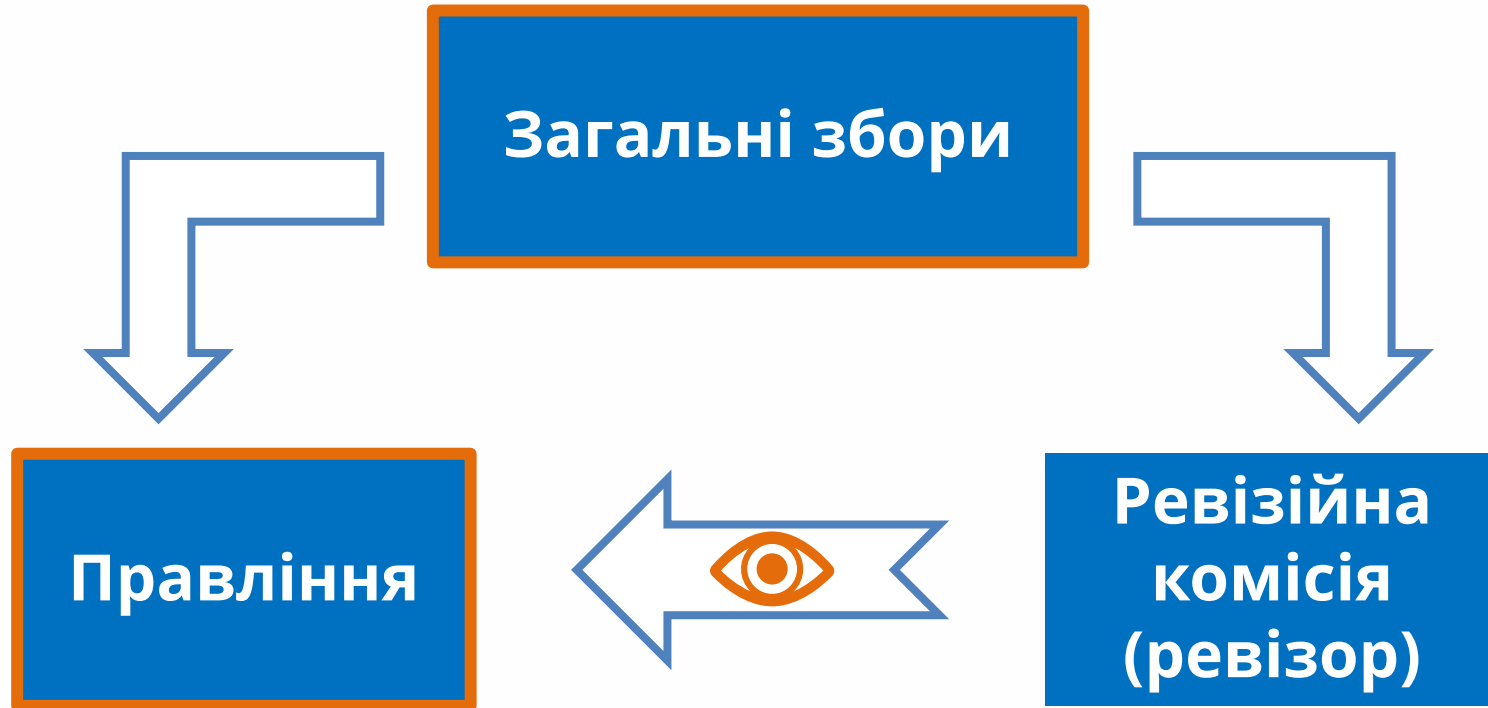 Загальні збори
Правління
Ревізійна
комісія
(ревізор)